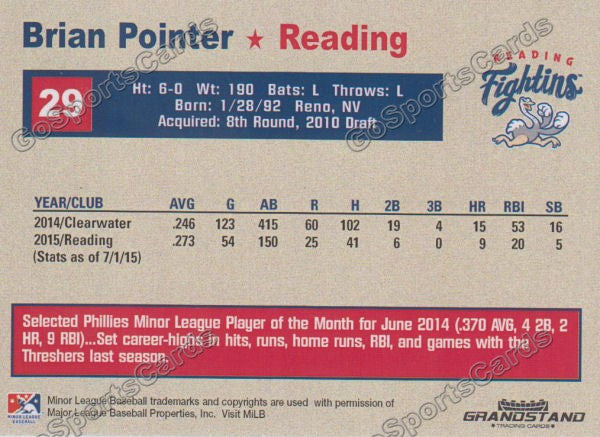 Brian Pointer ★ Reading
READING
Fightins
29
Ht: 6-0 Wt: 190 Bats: L Throws: L
Born: 1/28/92 Reno, NV
Acquired: 8th Round, 2010 Draft
YEAR/CLUB AVG G AB R H 2B 3B HR RBI SB
2014/Clearwater .246 123 415 60 102 19 4 15 53 16
2015/Reading .273 54 150 25 41 6 0 9 20 5
(Stats as of 7/1/15)
Selected Phillies Minor League Player of the Month for June 2014 (.370 AVG, 4 2B, 2
HR, 9 RBI)...Set career-highs in hits, runs, home runs, RBI, and games with the
Threshers last season.
MINOR LEAGUE
BASEBALL
Minor League Baseball trademarks and copyrights are used with permission of
Major League Baseball Properties, Inc. Visit MiLB
GRANDSTAND
TRADING CARDS
GoSportsCards